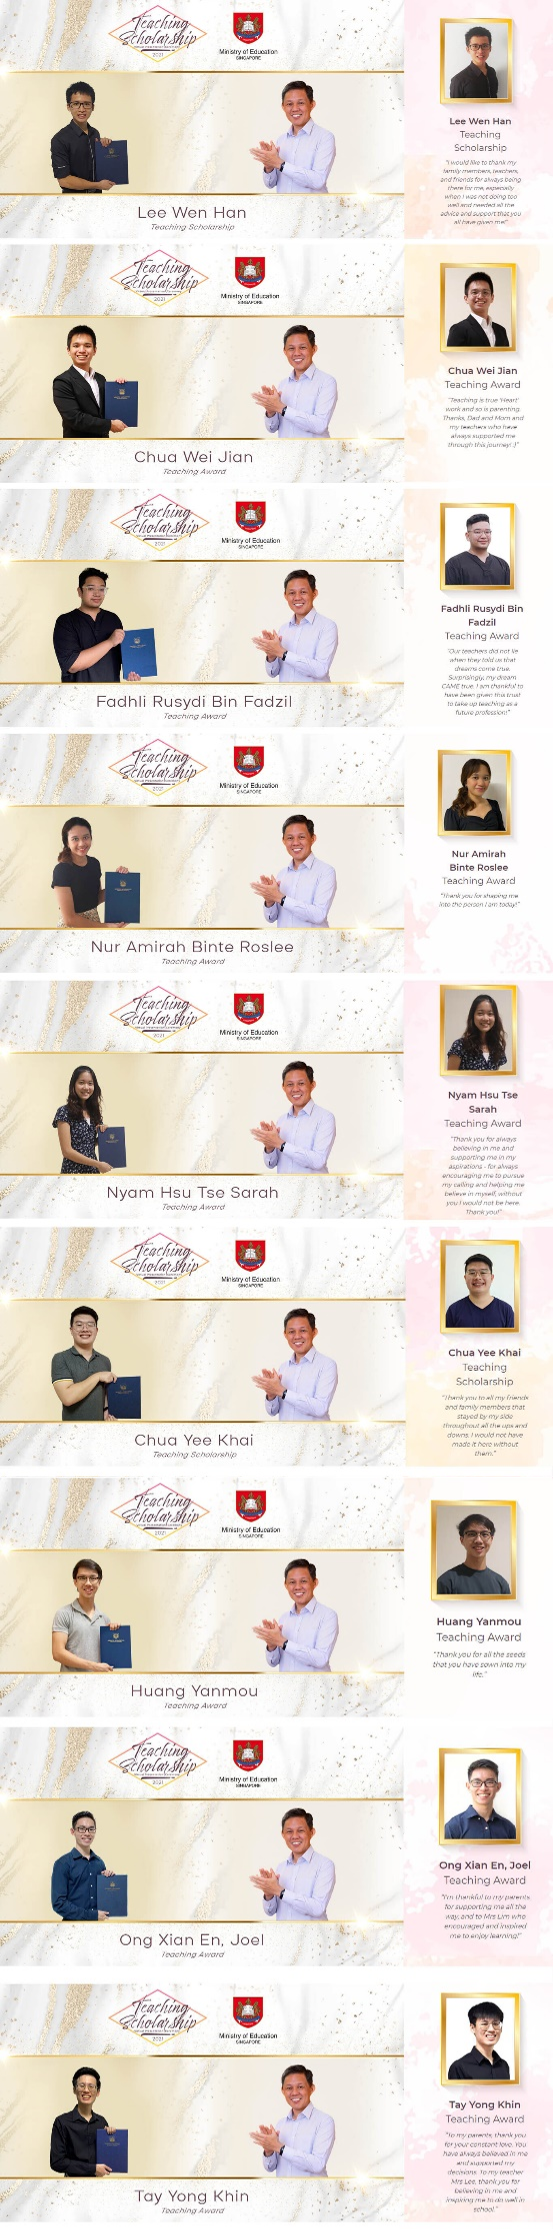 Teaching
Scholarship
2021
Ministry of Education
SINGAPORE
Lee Wen Han
Teaching Scholarship
Lee Wen Han
Teaching
Scholarship
"I would like to thank my
family members, teachers,
and friends for always being
there for me, especially
when I was not doing too
well and needed all the
advice and support that you
all have given me!"
Teaching
Scholarship
2021
Ministry of Education
SINGAPORE
Chua Wei Jian
Teaching Award
Chua Wei Jian
Teaching Award
"Teaching is true 'Heart'
work and so is parenting.
Thanks, Dad and Mom and
my teachers who have
always supported me
through this journey! :)"
Teaching
Scholarship
2021
Ministry of Education
SINGAPORE
Fadhli Rusydi Bin Fadzil
Teaching Award
Fadhli Rusydi Bin
Fadzil
Teaching Award
"Our teachers did not lie
when they told us that
dreams come true.
Surprisingly, my dream
CAME true. I am thankful to
have been given this trust
to take up teaching as a
future profession!"
Teaching
Scholarship
2021
Ministry of Education
SINGAPORE
Nur Amirah Binte Roslee
Teaching Award
Nur Amirah
Binte Roslee
Teaching Award
"Thank you for shaping me
into the person I am today!"
Teaching
Scholarship
2021
Ministry of Education
SINGAPORE
Nyam Hsu Tse Sarah
Teaching Award
Nyam Hsu Tse
Sarah
Teaching Award
"Thank you for always
believing in me and
supporting me in my
aspirations - for always
encouraging me to pursue
my calling and helping me
believe in myself, without
you I would not be here.
Thank you!"
Teaching
Scholarship
2021
Ministry of Education
SINGAPORE
Chua Yee Khai
Teaching Scholarship
Chua Yee Khai
Teaching
Scholarship
"Thank you to all my friends
and family members that
stayed by my side
throughout all the ups and
downs. I would not have
made it here without
them."
Teaching
Scholarship
2021
Ministry of Education
SINGAPORE
Huang Yanmou
Teaching Award
Huang Yanmou
Teaching Award
"Thank you for all the seeds
that you have sown into my
life."
Teaching
Scholarship
2021
Ministry of Education
SINGAPORE
Ong Xian En, Joel
Teaching Award
Ong Xian En, Joel
Teaching Award
"I'm thankful to my parents
for supporting me all the
way, and to Mrs Lim who
encouraged and inspired
me to enjoy learning!"
Teaching
Scholarship
2021
Ministry of Education
SINGAPORE
Tay Yong Khin
Teaching Award
Tay Yong Khin
Teaching Award
"To my parents, thank you
for your constant love. You
have always believed in me
and supported my
decisions. To my teacher
Mrs Lee, thank you for
believing in me and
inspiring me to do well in
school."